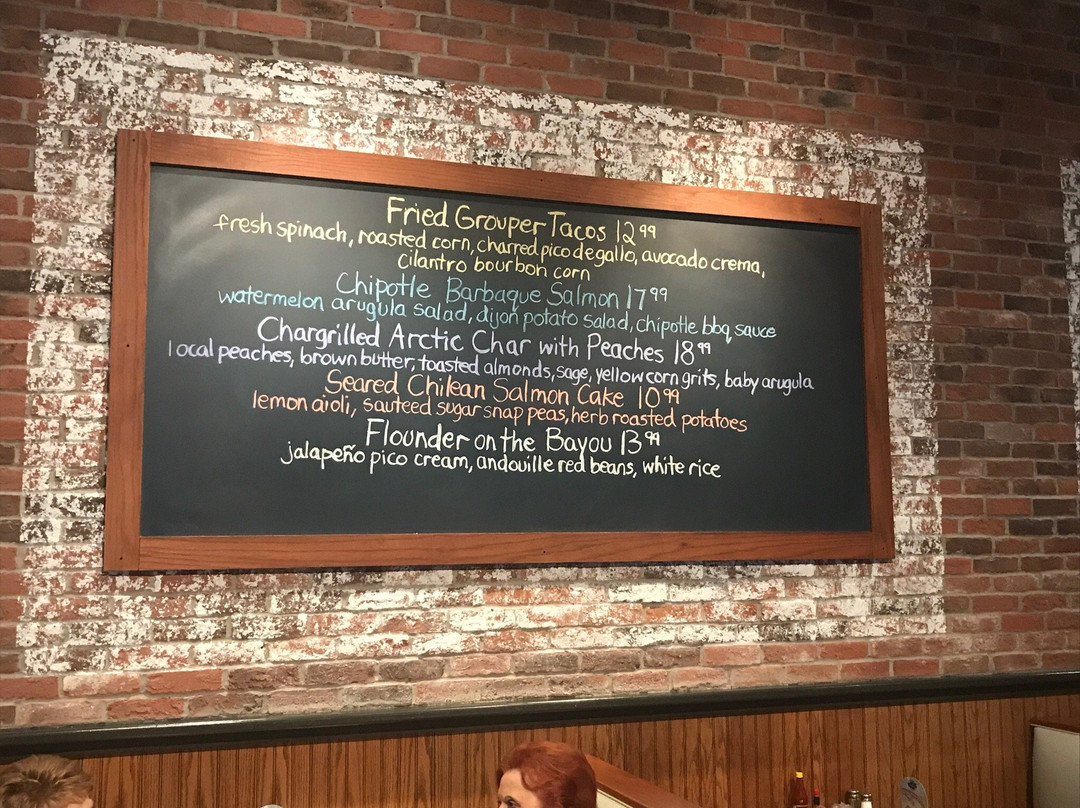 Fried Grouper Tacos 12.99
fresh spinach, roasted corn, charred pico de gallo, avocado crema,
cilantro bourbon corn
Chipotle Barbaque Salmon 17.99
watermelon arugula salad, dijon potato salad, chipotle bbq sauce
Chargrilled Arctic Char with Peaches 18.99
local peaches, brown butter, toasted almonds, sage, yellow corn grits, baby arugula
Seared Chilean Salmon Cake 10.99
lemon aioli, sauteed sugar snap peas, herb roasted potatoes
Flounder on the Bayou 13.99
jalapeño pico cream, andouille red beans, white rice